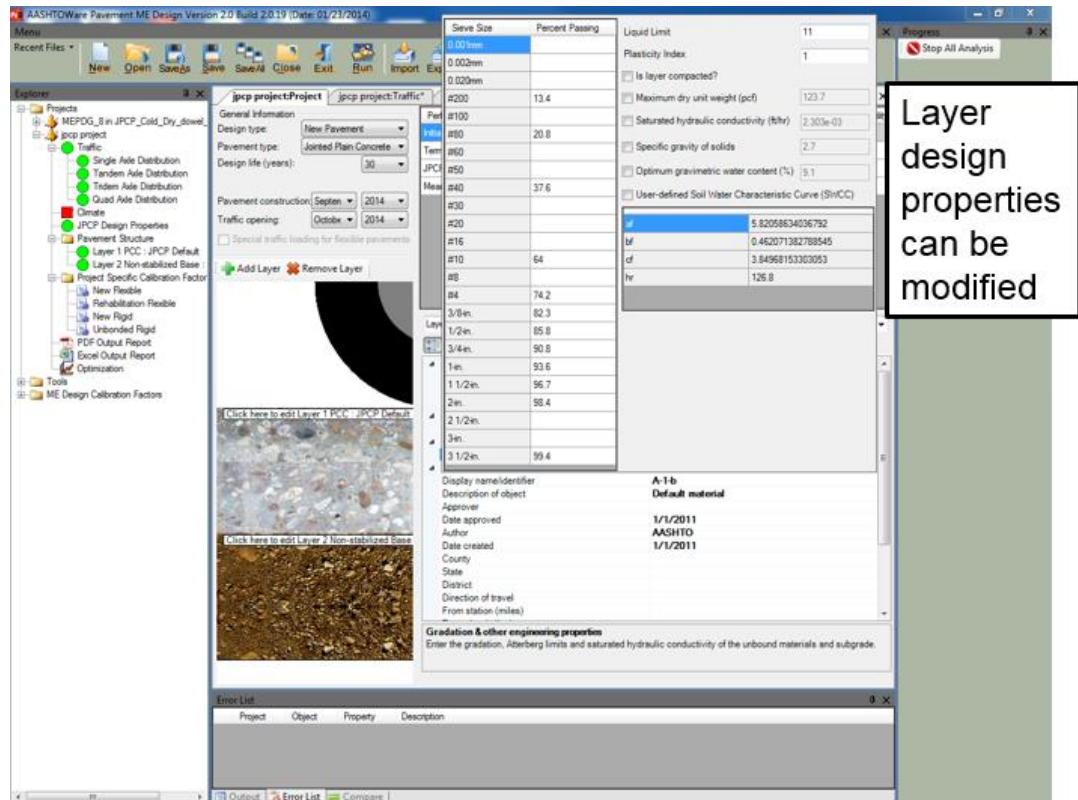 AASHTOWare Pavement ME Design Version 2.0 Build 2.0.19 (Date: 01/23/2014)
Menu
Recent Files
New Open SaveAs Save SaveAll Close Exit Run Import
Progress
Stop All Analysis
Explorer
Projects
MEPDG_8 in JPCP_Cold_Dry_dowel_
jpcp project
Traffic
Single Axle Distribution
Tandem Axle Distribution
Tridem Axle Distribution
Quad Axle Distribution
Climate
JPCP Design Properties
Pavement Structure
Layer 1 PCC : JPCP Default
Layer 2 Non-stabilized Base :
Project Specific Calibration Factor
New Flexible
Rehabilitation Flexible
New Rigid
Unbonded Rigid
PDF Output Report
Excel Output Report
Optimization
Tools
ME Design Calibration Factors
jpcp project:Project jpcp project:Traffic*
General Information
Design type: New Pavement
Pavement type: Jointed Plain Concrete
Design life (years): 30
Pavement construction: Septen 2014
Traffic opening: Octobe 2014
Special traffic loading for flexible pavements
Add Layer Remove Layer
Click here to edit Layer 1 PCC : JPCP Default
Click here to edit Layer 2 Non-stabilized Base
Sieve Size Percent Passing
0.001mm
0.002mm
0.020mm
#200 13.4
#100
#80 20.8
#60
#50
#40 37.6
#30
#20
#16
#10 64
#8
#4 74.2
3/8-in. 82.3
1/2-in. 85.8
3/4-in. 90.8
1-in. 93.6
1 1/2-in. 96.7
2-in. 98.4
2 1/2-in.
3-in.
3 1/2-in. 99.4
Liquid Limit 11
Plasticity Index 1
Is layer compacted?
Maximum dry unit weight (pcf) 123.7
Saturated hydraulic conductivity (ft/hr) 2.303e-03
Specific gravity of solids 2.7
Optimum gravimetric water content (%) 9.1
User-defined Soil Water Characteristic Curve (SWCC)
af 5.82058634036792
bf 0.462071382788545
cf 3.84968153303053
hr 126.8
Display name/identifier A-1-b
Description of object Default material
Approver
Date approved 1/1/2011
Author AASHTO
Date created 1/1/2011
County
State
District
Direction of travel
From station (miles)
Gradation & other engineering properties
Enter the gradation, Atterberg limits and saturated hydraulic conductivity of the unbound materials and subgrade.
Error List
Project Object Property Description
Output Error List Compare
Layer
design
properties
can be
modified